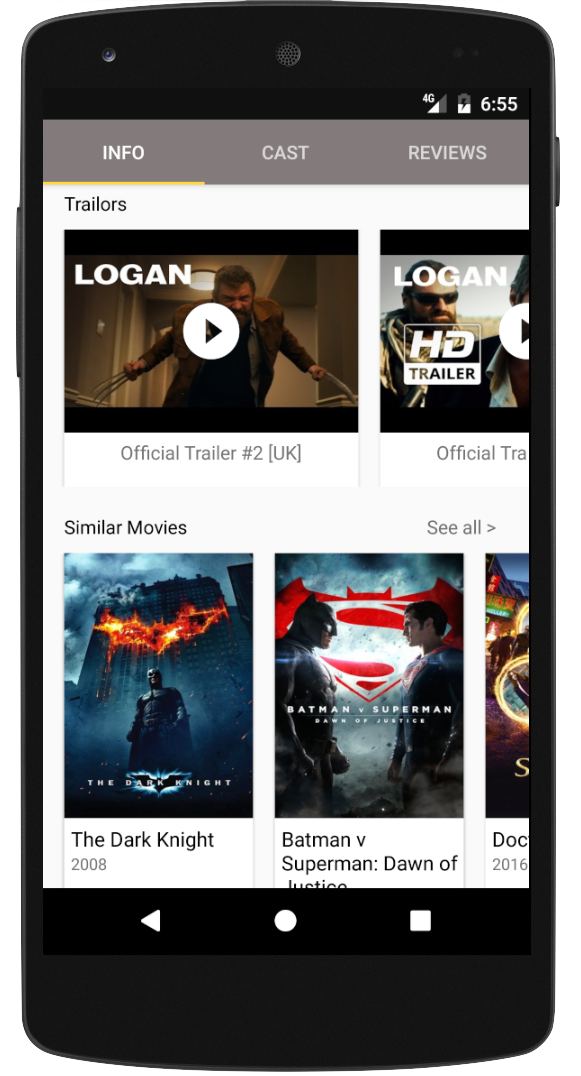 4G 6:55
INFO CAST REVIEWS
Trailors
LOGAN
LOGAN
HD
TRAILER
Official Trailer #2 [UK]
Official Tra
Similar Movies See all >
THE DARK KNIGHT
BATMAN v SUPERMAN
DAWN OF JUSTICE
S
The Dark Knight
2008
Batman v
Superman: Dawn of
Justice
Doc
2016